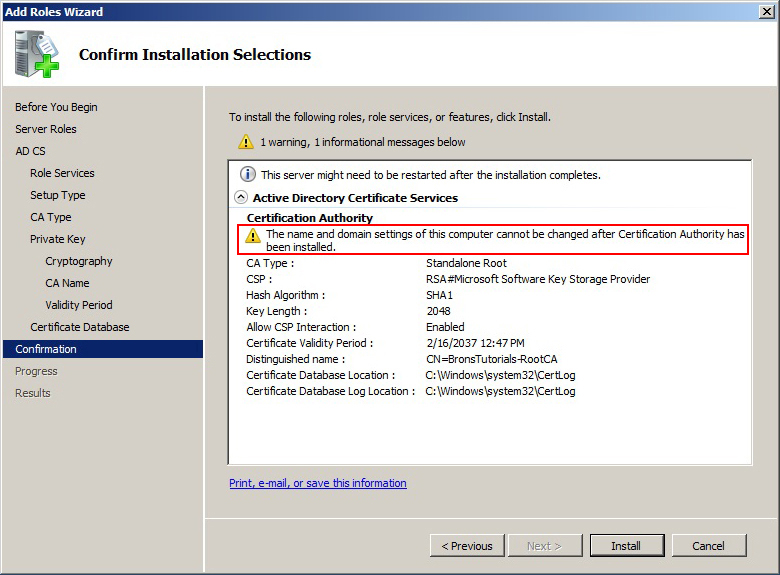 Add Roles Wizard
Confirm Installation Selections
Before You Begin
Server Roles
AD CS
Role Services
Setup Type
CA Type
Private Key
Cryptography
CA Name
Validity Period
Certificate Database
Confirmation
Progress
Results
To install the following roles, role services, or features, click Install.
1 warning, 1 informational messages below
This server might need to be restarted after the installation completes.
Active Directory Certificate Services
Certification Authority
The name and domain settings of this computer cannot be changed after Certification Authority has
been installed.
CA Type : Standalone Root
CSP : RSA#Microsoft Software Key Storage Provider
Hash Algorithm : SHA1
Key Length : 2048
Allow CSP Interaction : Enabled
Certificate Validity Period : 2/16/2037 12:47 PM
Distinguished name : CN=BronsTutorials-RootCA
Certificate Database Location : C:\Windows\system32\CertLog
Certificate Database Log Location : C:\Windows\system32\CertLog
Print, e-mail, or save this information
< Previous Next > Install Cancel